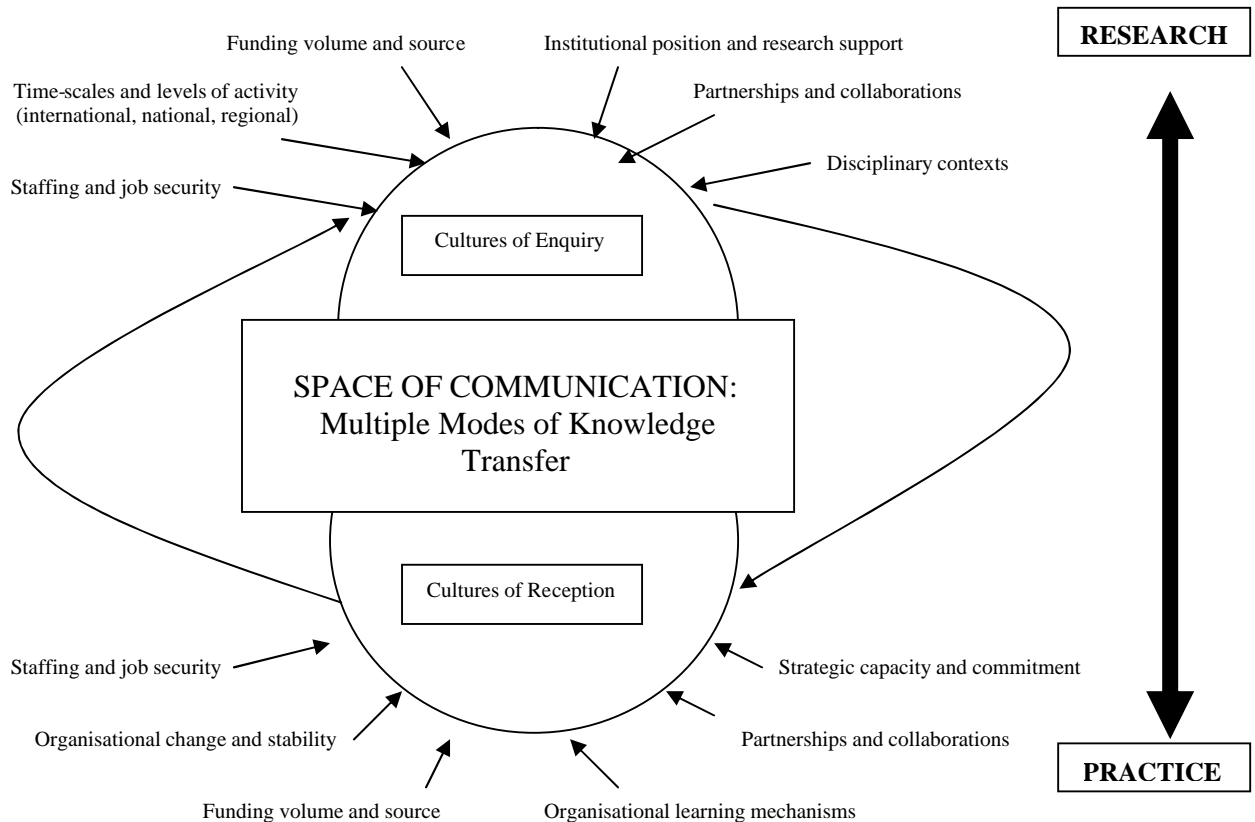 RESEARCH
Funding volume and source
Institutional position and research support
Time-scales and levels of activity
(international, national, regional)
Partnerships and collaborations
Disciplinary contexts
Staffing and job security
Cultures of Enquiry
SPACE OF COMMUNICATION:
Multiple Modes of Knowledge
Transfer
Cultures of Reception
Staffing and job security
Strategic capacity and commitment
Organisational change and stability
Partnerships and collaborations
PRACTICE
Funding volume and source
Organisational learning mechanisms